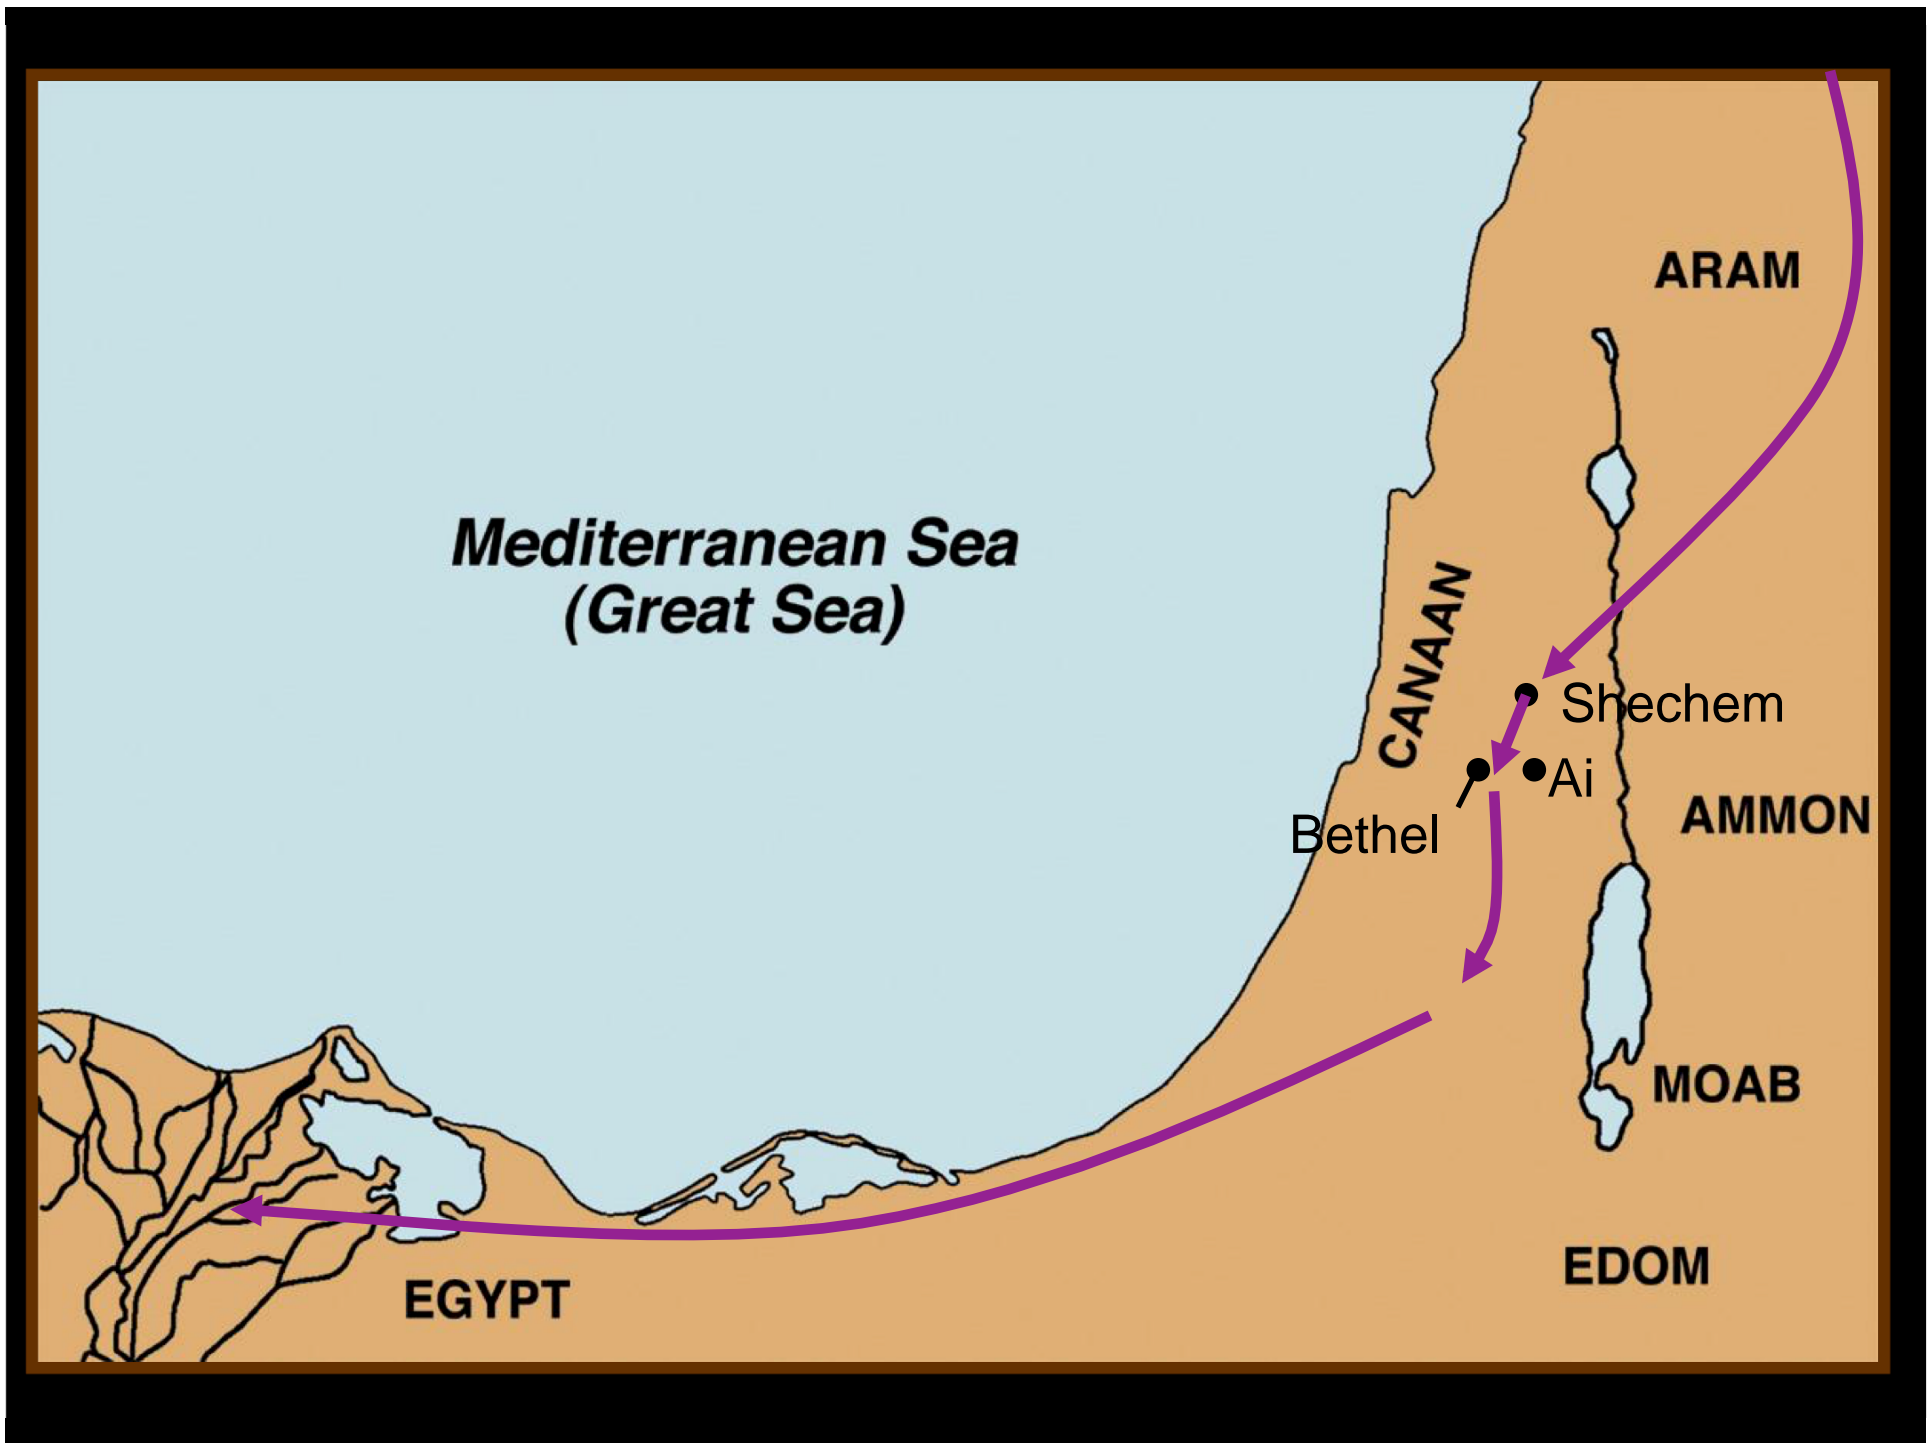 ARAM
Mediterranean Sea
(Great Sea)
CANAAN
Shechem
Ai
Bethel
AMMON
MOAB
EDOM
EGYPT